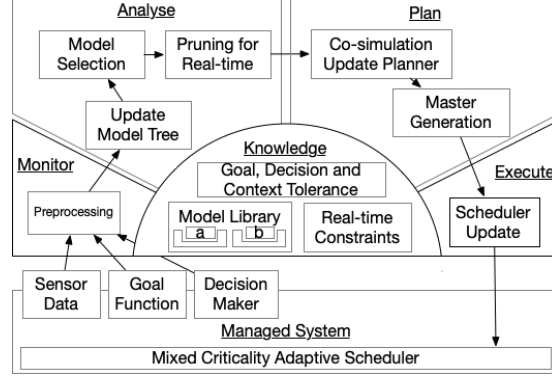 Analyse
Plan
Model
Selection
Pruning for
Real-time
Co-simulation
Update Planner
Update
Model Tree
Master
Generation
Monitor
Knowledge
Execute
Goal, Decision and
Context Tolerance
Preprocessing
Model Library
a
b
Real-time
Constraints
Scheduler
Update
Sensor
Data
Goal
Function
Decision
Maker
Managed System
Mixed Criticality Adaptive Scheduler